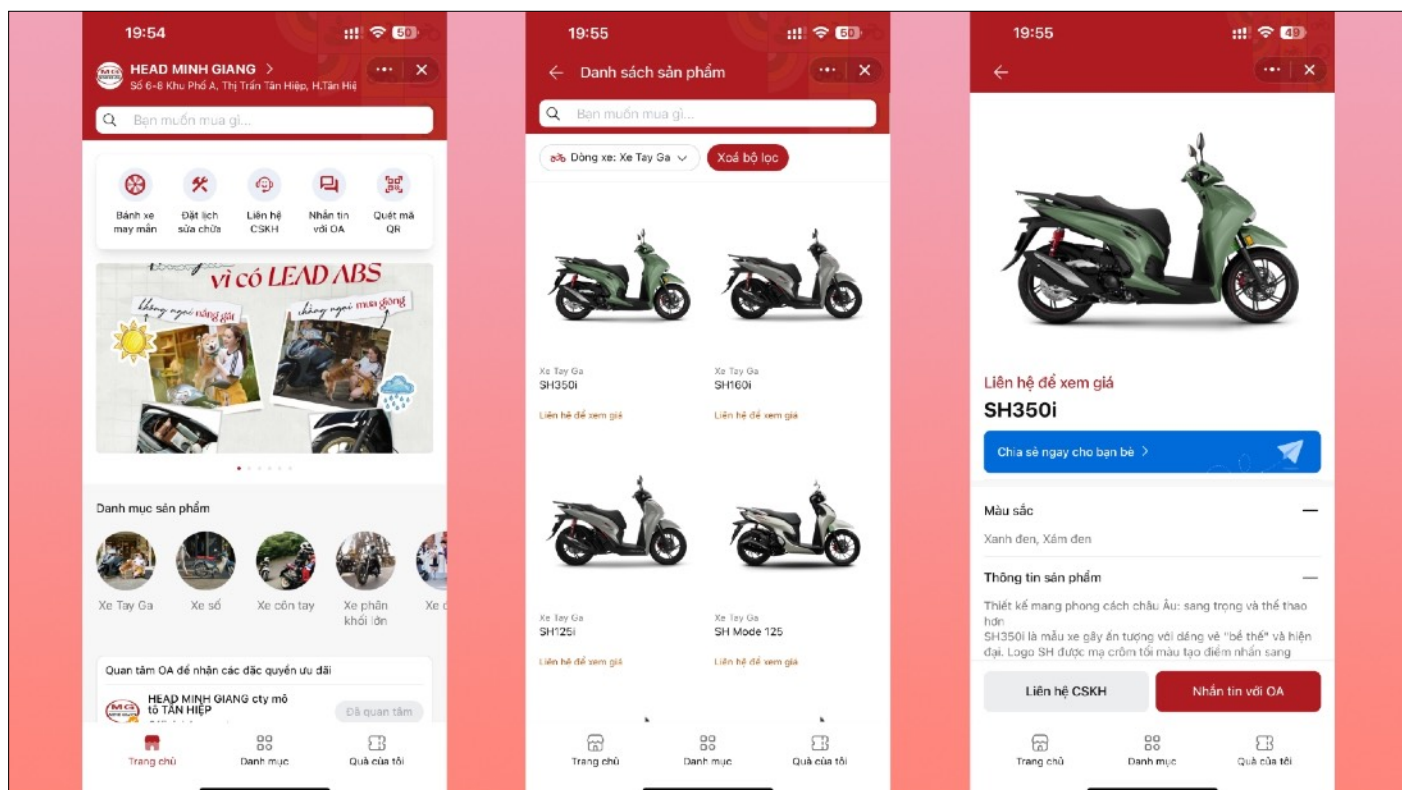 19:54
50
HEAD MINH GIANG >
Số 6-8 Khu Phố A, Thị Trấn Tân Hiệp, H.Tân Hiệ
Bạn muốn mua gì...
Bánh xe
may mắn
Đặt lịch
sửa chữa
Liên hệ
CSKH
Nhắn tin
với OA
Quét mã
QR
vì có LEAD ABS
không ngại nắng gắt
chẳng ngại mưa giông
Danh mục sản phẩm
Xe Tay Ga
Xe số
Xe côn tay
Xe phân
khối lớn
Quan tâm OA để nhận các đặc quyền ưu đãi
MG
HEAD MINH GIANG cty mô
tô TÂN HIỆP
Đã quan tâm
Trang chủ
Danh mục
Quà của tôi
19:55
50
Danh sách sản phẩm
Bạn muốn mua gì...
Dòng xe: Xe Tay Ga
Xoá bộ lọc
Xe Tay Ga
SH350i
Liên hệ để xem giá
Xe Tay Ga
SH160i
Liên hệ để xem giá
Xe Tay Ga
SH125i
Liên hệ để xem giá
Xe Tay Ga
SH Mode 125
Liên hệ để xem giá
Trang chủ
Danh mục
Quà của tôi
19:55
49
Liên hệ để xem giá
SH350i
Chia sẻ ngay cho bạn bè >
Màu sắc
Xanh đen, Xám đen
Thông tin sản phẩm
Thiết kế mang phong cách châu Âu: sang trọng và thể thao
hơn
SH350i là mẫu xe gây ấn tượng với dáng vẻ "bề thế" và hiện
đại. Logo SH được mạ crôm tối màu tạo điểm nhấn sang
Liên hệ CSKH
Nhắn tin với OA
Trang chủ
Danh mục
Quà của tôi